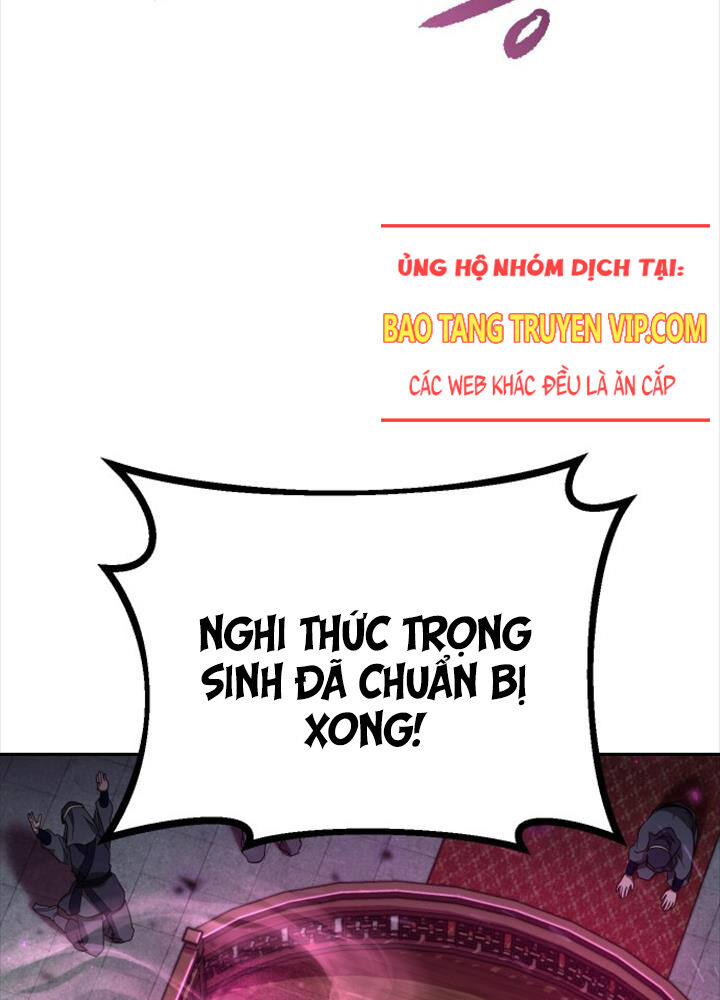 ỦNG HỘ NHÓM DỊCH TẠI:
BAO TANG TRUYEN VIP.COM
CÁC WEB KHÁC ĐỀU LÀ ĂN CẮP
NGHI THỨC TRỌNG
SINH ĐÃ CHUẨN BỊ
XONG!